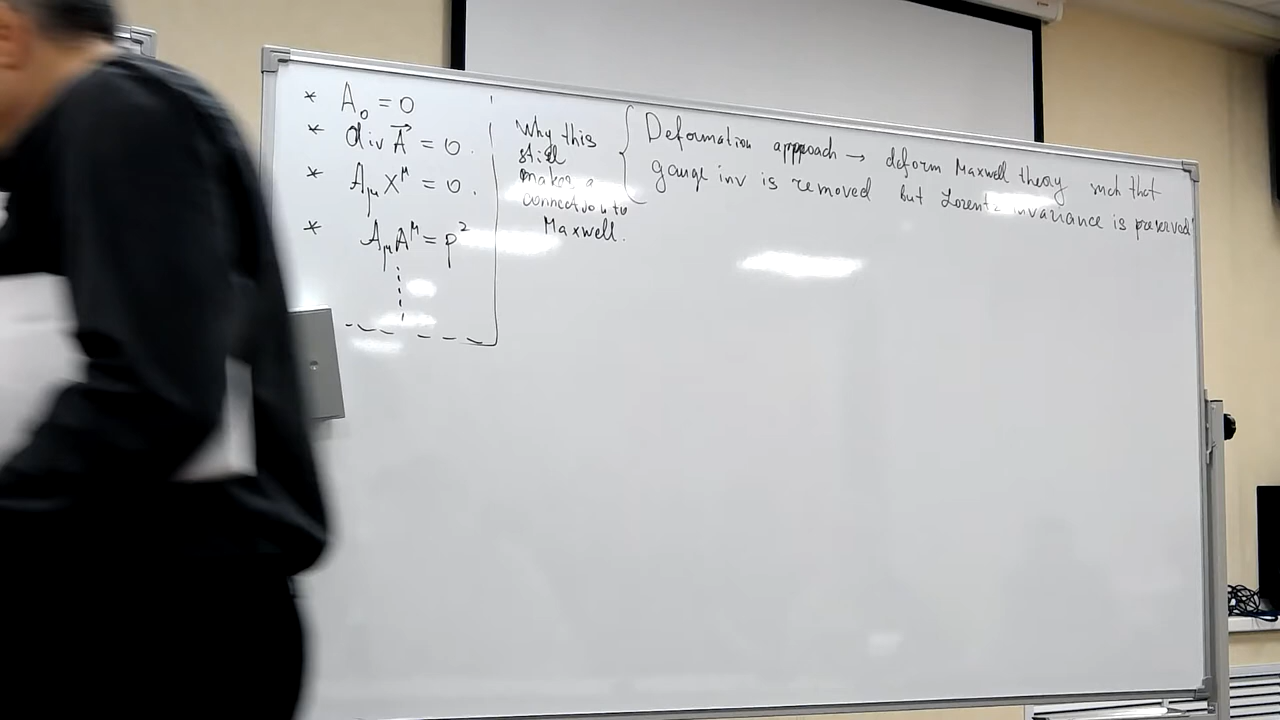 * A₀ = 0
* div A⃗ = 0.
* A_μ X^μ = 0.
* A_μ A^μ = p²
Why this
still
makes a
connection to
Maxwell.
Deformation approach → deform Maxwell theory such that
gauge inv is removed but Lorentz invariance is preserved